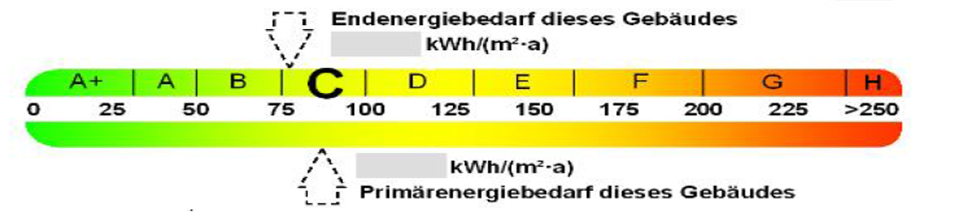 Endenergiebedarf dieses Gebäudes
kWh/(m²·a)
A+ A B C D E F G H
0 25 50 75 100 125 150 175 200 225 >250
kWh/(m²·a)
Primärenergiebedarf dieses Gebäudes